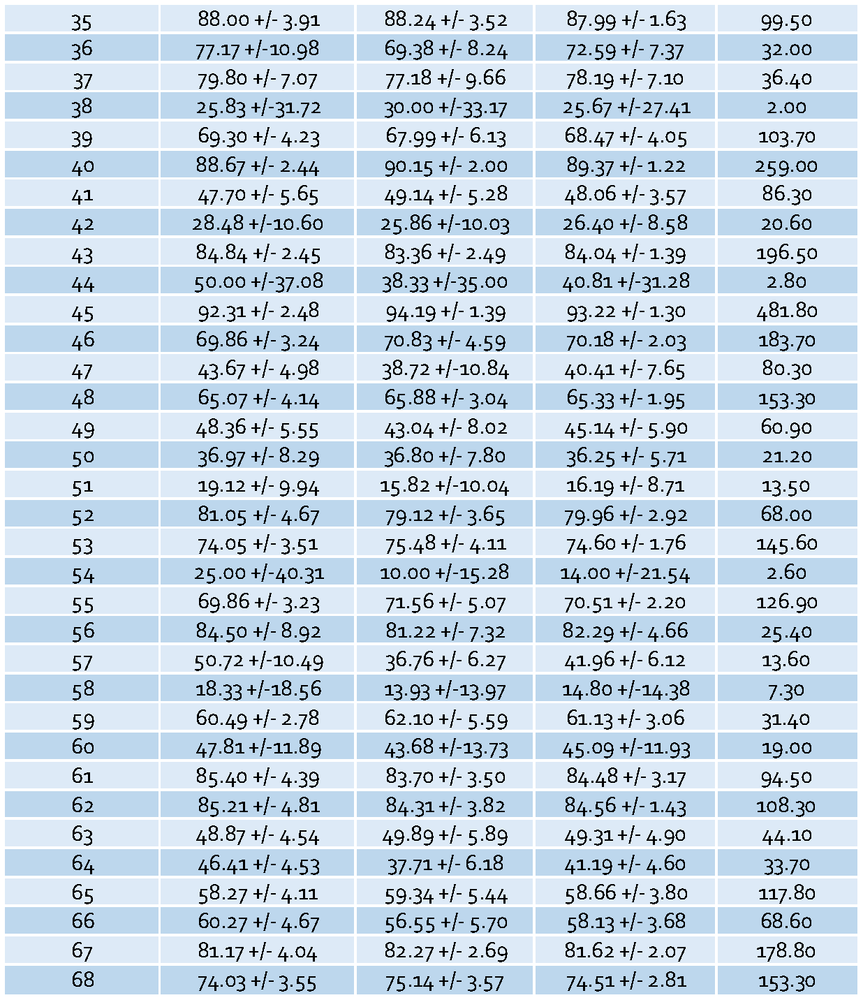 35 88.00 +/- 3.91 88.24 +/- 3.52 87.99 +/- 1.63 99.50
36 77.17 +/-10.98 69.38 +/- 8.24 72.59 +/- 7.37 32.00
37 79.80 +/- 7.07 77.18 +/- 9.66 78.19 +/- 7.10 36.40
38 25.83 +/-31.72 30.00 +/-33.17 25.67 +/-27.41 2.00
39 69.30 +/- 4.23 67.99 +/- 6.13 68.47 +/- 4.05 103.70
40 88.67 +/- 2.44 90.15 +/- 2.00 89.37 +/- 1.22 259.00
41 47.70 +/- 5.65 49.14 +/- 5.28 48.06 +/- 3.57 86.30
42 28.48 +/-10.60 25.86 +/-10.03 26.40 +/- 8.58 20.60
43 84.84 +/- 2.45 83.36 +/- 2.49 84.04 +/- 1.39 196.50
44 50.00 +/-37.08 38.33 +/-35.00 40.81 +/-31.28 2.80
45 92.31 +/- 2.48 94.19 +/- 1.39 93.22 +/- 1.30 481.80
46 69.86 +/- 3.24 70.83 +/- 4.59 70.18 +/- 2.03 183.70
47 43.67 +/- 4.98 38.72 +/-10.84 40.41 +/- 7.65 80.30
48 65.07 +/- 4.14 65.88 +/- 3.04 65.33 +/- 1.95 153.30
49 48.36 +/- 5.55 43.04 +/- 8.02 45.14 +/- 5.90 60.90
50 36.97 +/- 8.29 36.80 +/- 7.80 36.25 +/- 5.71 21.20
51 19.12 +/- 9.94 15.82 +/-10.04 16.19 +/- 8.71 13.50
52 81.05 +/- 4.67 79.12 +/- 3.65 79.96 +/- 2.92 68.00
53 74.05 +/- 3.51 75.48 +/- 4.11 74.60 +/- 1.76 145.60
54 25.00 +/-40.31 10.00 +/-15.28 14.00 +/-21.54 2.60
55 69.86 +/- 3.23 71.56 +/- 5.07 70.51 +/- 2.20 126.90
56 84.50 +/- 8.92 81.22 +/- 7.32 82.29 +/- 4.66 25.40
57 50.72 +/-10.49 36.76 +/- 6.27 41.96 +/- 6.12 13.60
58 18.33 +/-18.56 13.93 +/-13.97 14.80 +/-14.38 7.30
59 60.49 +/- 2.78 62.10 +/- 5.59 61.13 +/- 3.06 31.40
60 47.81 +/-11.89 43.68 +/-13.73 45.09 +/-11.93 19.00
61 85.40 +/- 4.39 83.70 +/- 3.50 84.48 +/- 3.17 94.50
62 85.21 +/- 4.81 84.31 +/- 3.82 84.56 +/- 1.43 108.30
63 48.87 +/- 4.54 49.89 +/- 5.89 49.31 +/- 4.90 44.10
64 46.41 +/- 4.53 37.71 +/- 6.18 41.19 +/- 4.60 33.70
65 58.27 +/- 4.11 59.34 +/- 5.44 58.66 +/- 3.80 117.80
66 60.27 +/- 4.67 56.55 +/- 5.70 58.13 +/- 3.68 68.60
67 81.17 +/- 4.04 82.27 +/- 2.69 81.62 +/- 2.07 178.80
68 74.03 +/- 3.55 75.14 +/- 3.57 74.51 +/- 2.81 153.30